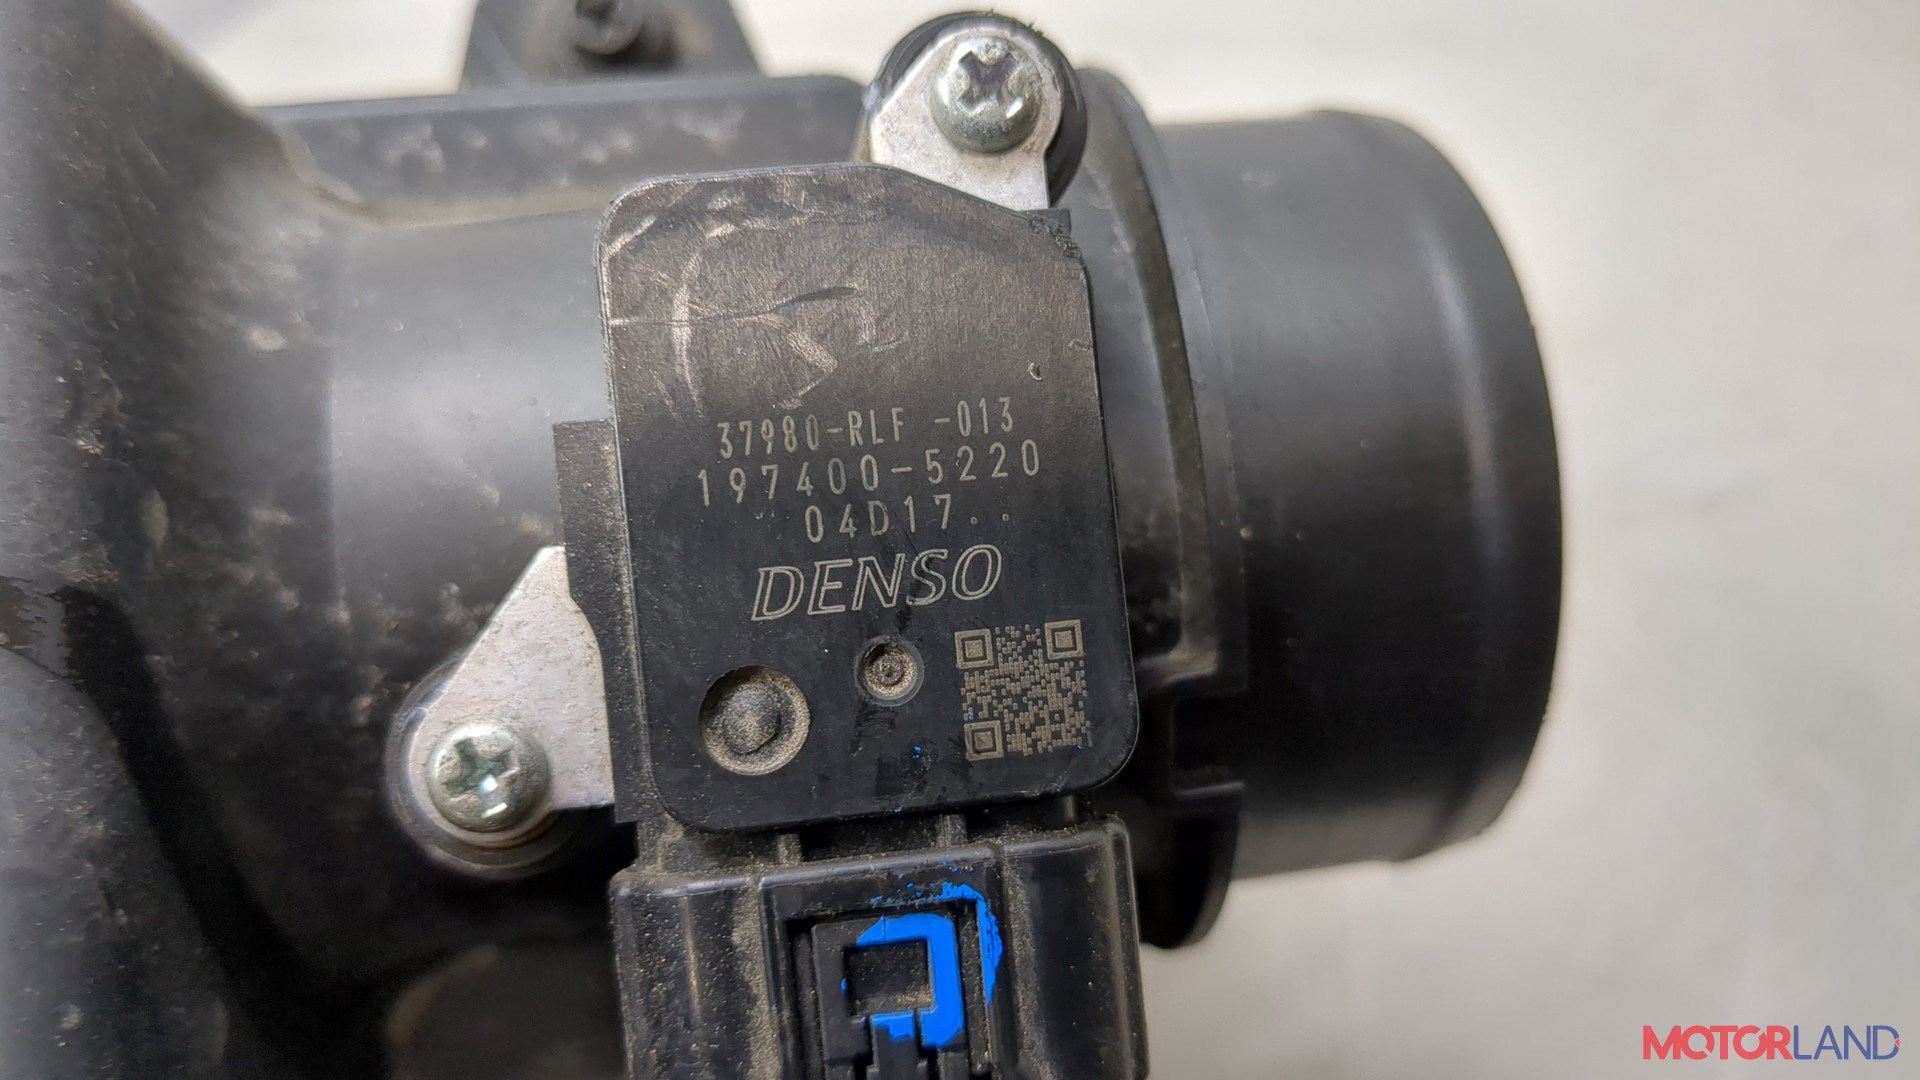 37980-RLF -013
197400-5220
04D17..
DENSO
MOTORLAND